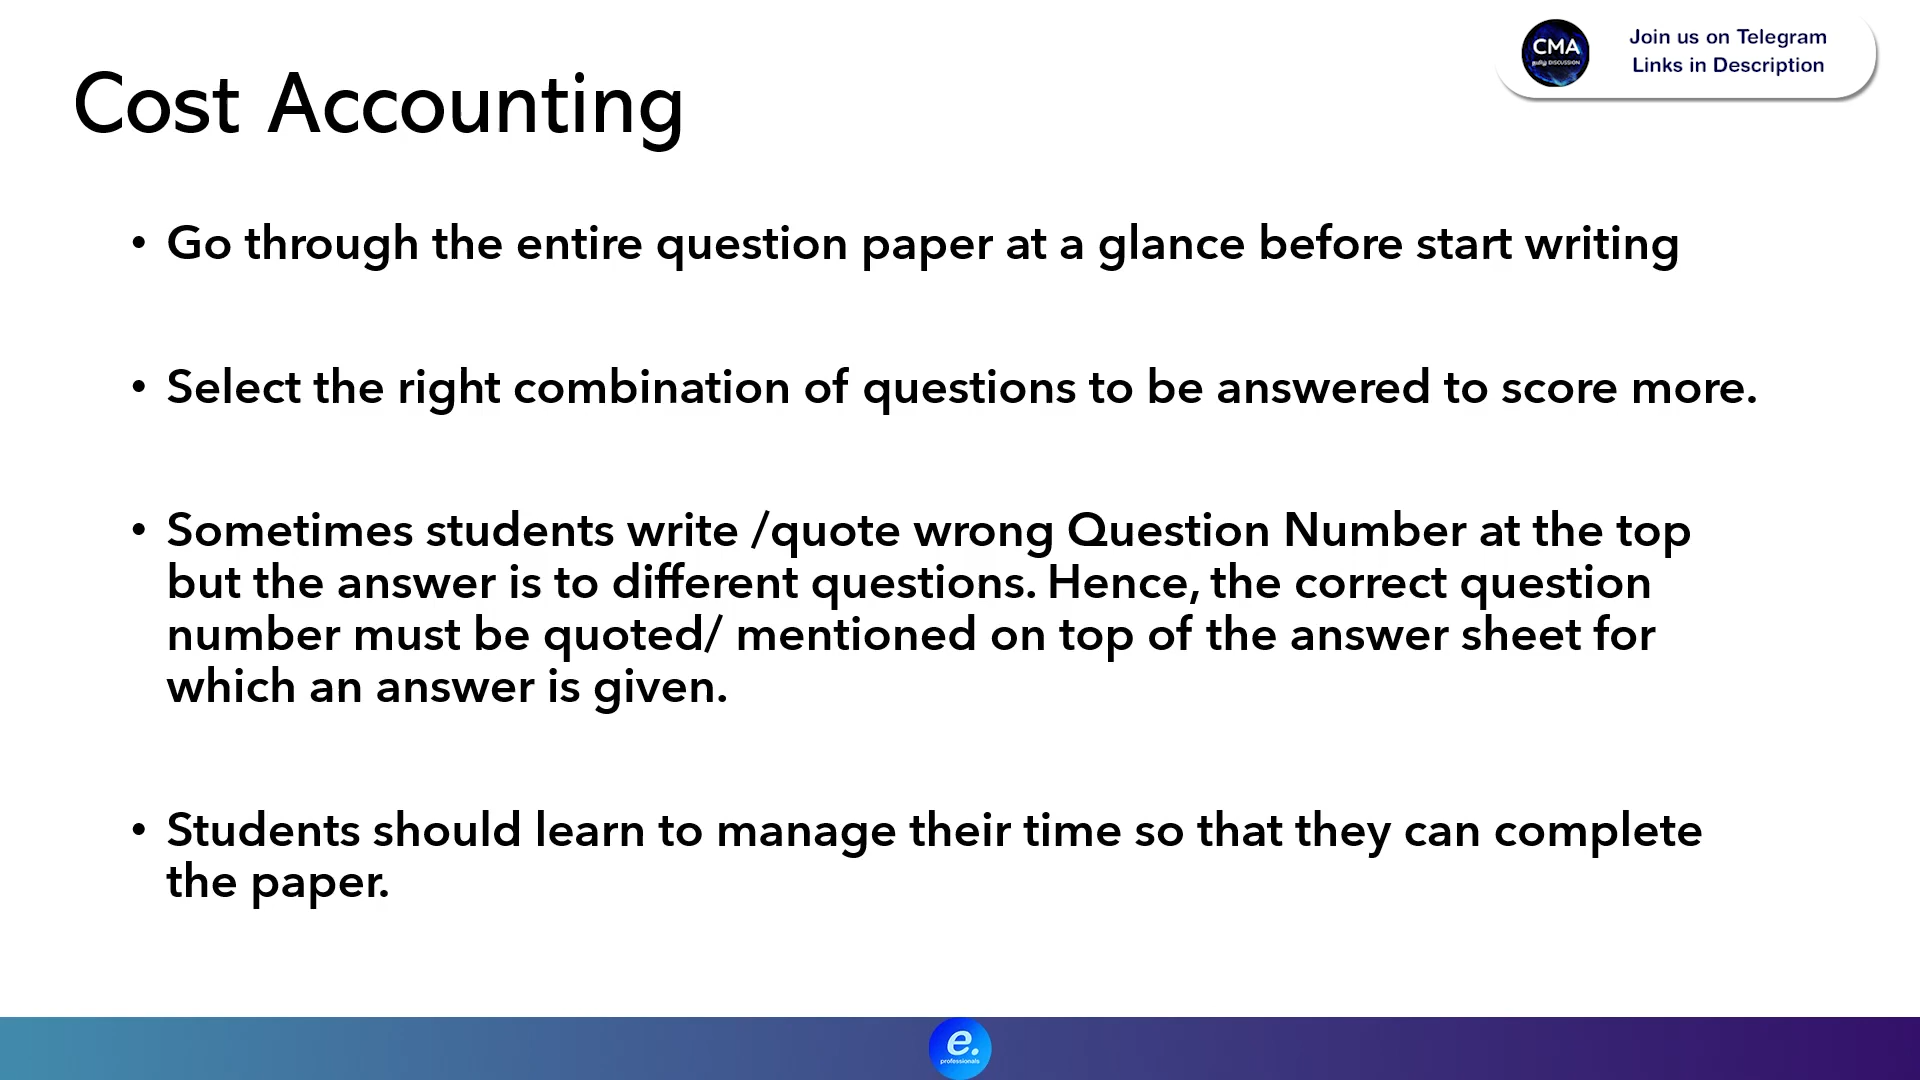 Join us on Telegram
Links in Description
CMA
தமிழ் DISCUSSION
Cost Accounting
• Go through the entire question paper at a glance before start writing
• Select the right combination of questions to be answered to score more.
• Sometimes students write /quote wrong Question Number at the top
but the answer is to different questions. Hence, the correct question
number must be quoted/ mentioned on top of the answer sheet for
which an answer is given.
• Students should learn to manage their time so that they can complete
the paper.
e.
professionals